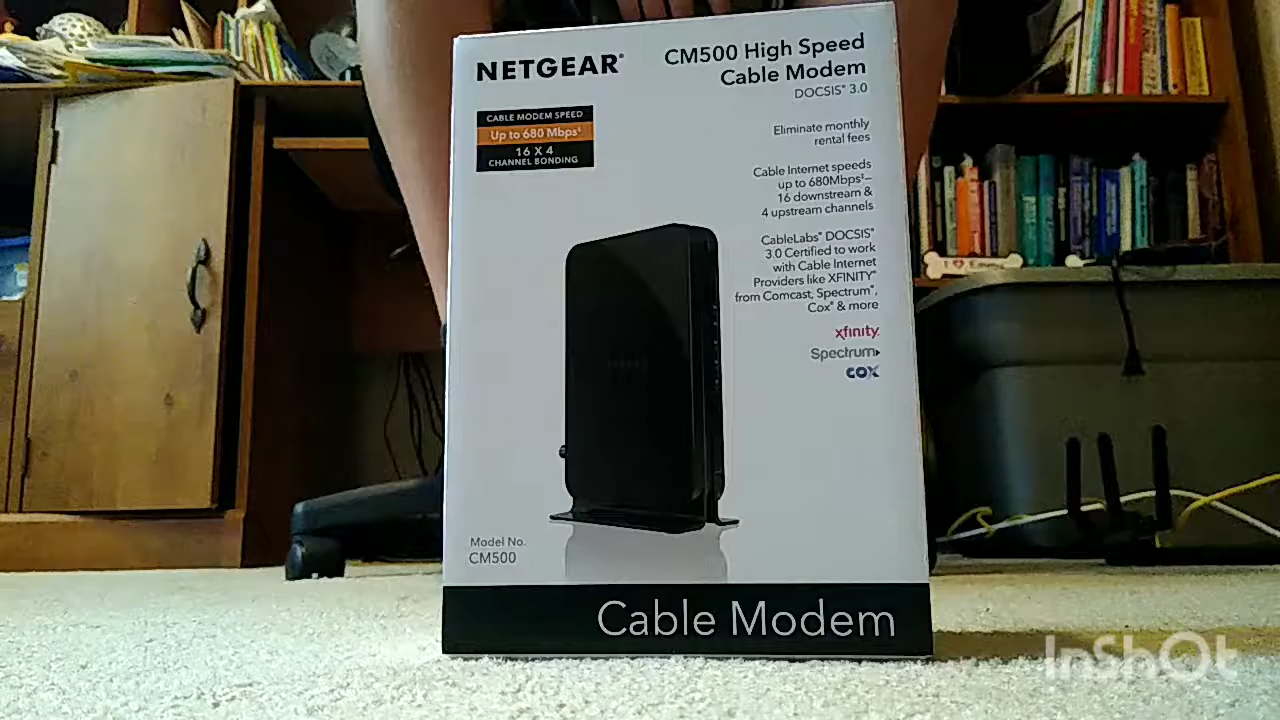 NETGEAR®
CM500 High Speed
Cable Modem
DOCSIS® 3.0
CABLE MODEM SPEED
Up to 680 Mbps‡
16 X 4
CHANNEL BONDING
Eliminate monthly
rental fees
Cable Internet speeds
up to 680Mbps‡–
16 downstream &
4 upstream channels
CableLabs® DOCSIS®
3.0 Certified to work
with Cable Internet
Providers like XFINITY®
from Comcast, Spectrum®,
Cox® & more
xfinity
Spectrum
COX
NETGEAR
Model No.
CM500
Cable Modem
InShOt